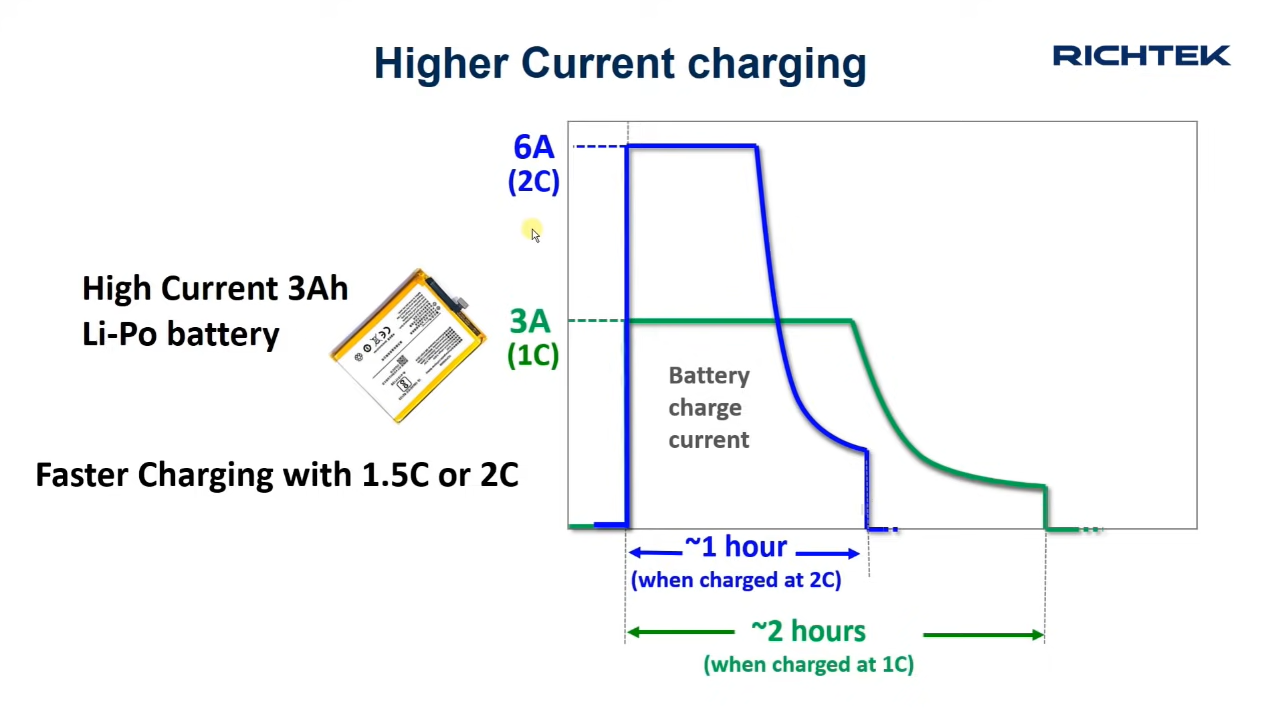 Higher Current charging
RICHTEK
6A
(2C)
High Current 3Ah
Li-Po battery
3A
(1C)
Battery
charge
current
Faster Charging with 1.5C or 2C
~1 hour
(when charged at 2C)
~2 hours
(when charged at 1C)